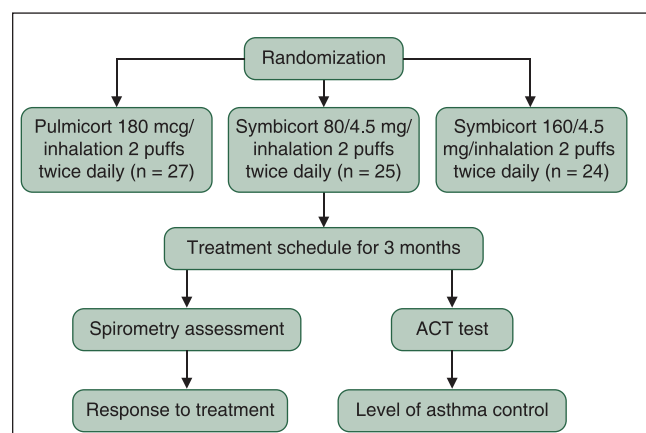 Randomization
Pulmicort 180 mcg/
inhalation 2 puffs
twice daily (n = 27)
Symbicort 80/4.5 mg/
inhalation 2 puffs
twice daily (n = 25)
Symbicort 160/4.5
mg/inhalation 2 puffs
twice daily (n = 24)
Treatment schedule for 3 months
Spirometry assessment
ACT test
Response to treatment
Level of asthma control